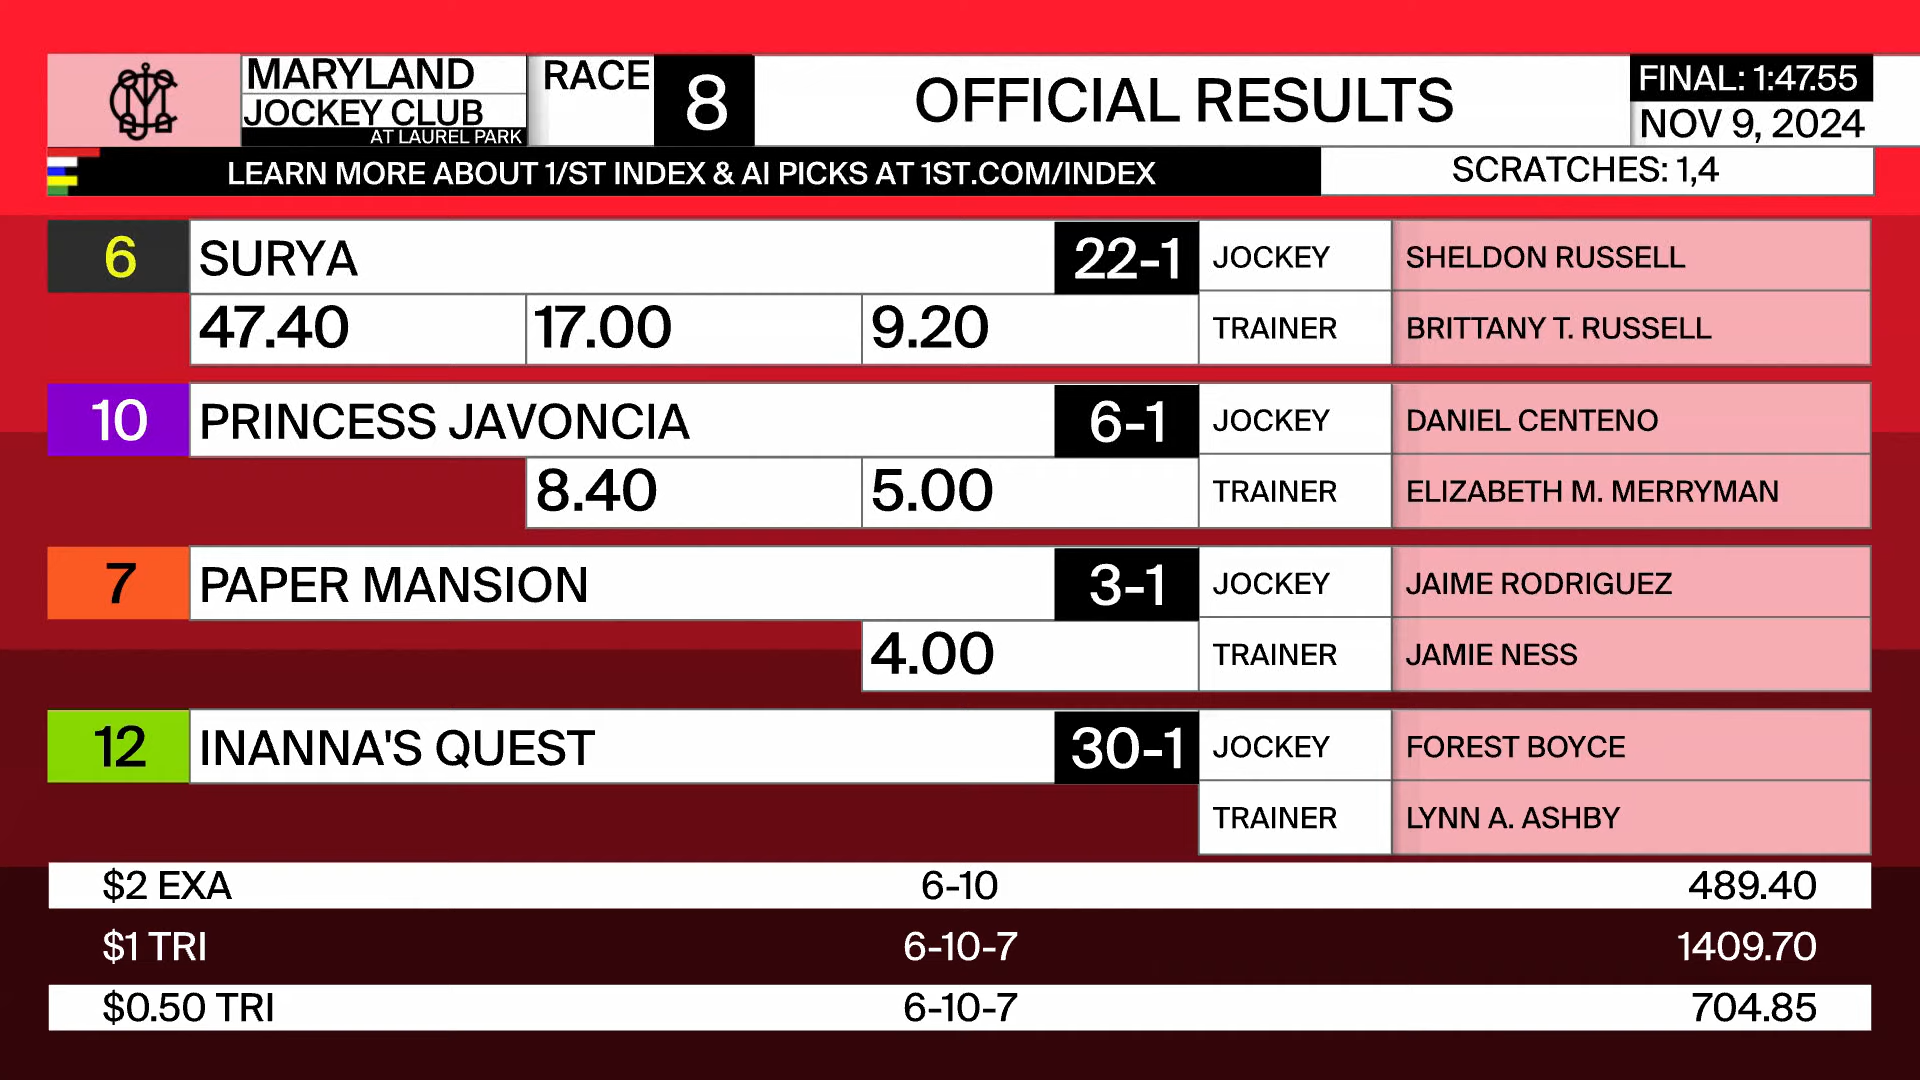 MARYLAND
JOCKEY CLUB
AT LAUREL PARK
RACE 8
OFFICIAL RESULTS
FINAL: 1:47.55
NOV 9, 2024
LEARN MORE ABOUT 1/ST INDEX & AI PICKS AT 1ST.COM/INDEX
SCRATCHES: 1,4
6 SURYA 22-1 JOCKEY SHELDON RUSSELL
47.40 17.00 9.20 TRAINER BRITTANY T. RUSSELL
10 PRINCESS JAVONCIA 6-1 JOCKEY DANIEL CENTENO
8.40 5.00 TRAINER ELIZABETH M. MERRYMAN
7 PAPER MANSION 3-1 JOCKEY JAIME RODRIGUEZ
4.00 TRAINER JAMIE NESS
12 INANNA'S QUEST 30-1 JOCKEY FOREST BOYCE
TRAINER LYNN A. ASHBY
$2 EXA 6-10 489.40
$1 TRI 6-10-7 1409.70
$0.50 TRI 6-10-7 704.85